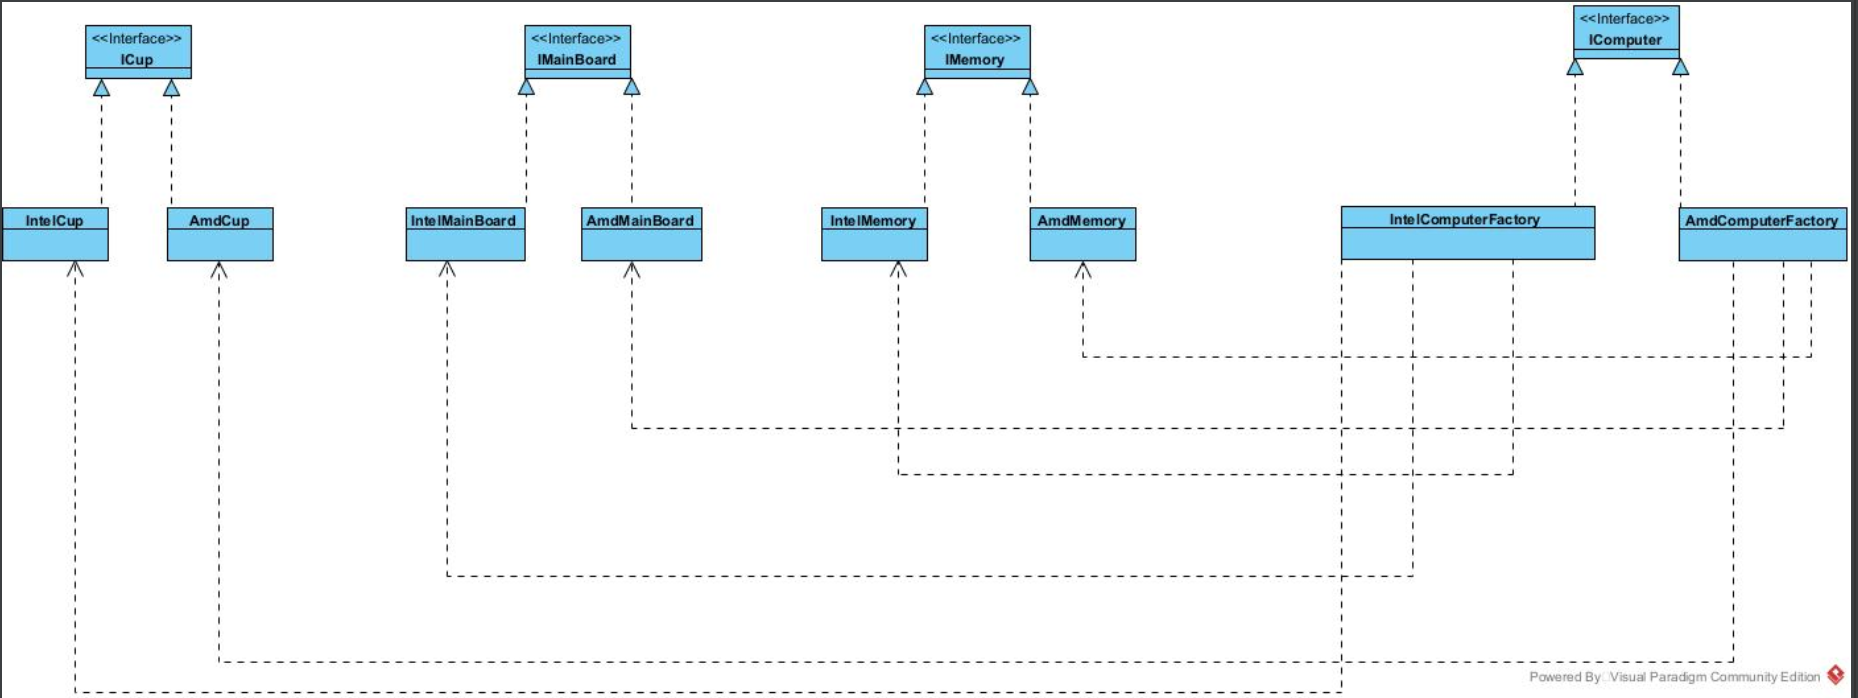 <<Interface>>
ICup
<<Interface>>
IMainBoard
<<Interface>>
IMemory
<<Interface>>
IComputer
IntelCup
AmdCup
IntelMainBoard
AmdMainBoard
IntelMemory
AmdMemory
IntelComputerFactory
AmdComputerFactory
Powered By Visual Paradigm Community Edition